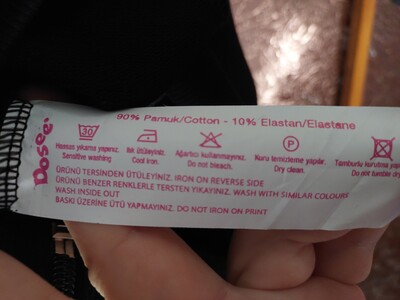 Dosee.
90% Pamuk/Cotton - 10% Elastan/Elastane
30
P
Hassas yıkama yapınız.
Sensitive washing
Ilık ütüleyiniz.
Cool iron.
Ağartıcı kullanmayınız.
Do not bleach.
Kuru temizleme yapılır.
Dry clean.
Tamburlu kurutma yapm
Do not tumble dry
ÜRÜNÜ TERSİNDEN ÜTÜLEYİNİZ. IRON ON REVERSE SIDE
ÜRÜNÜ BENZER RENKLERLE TERSTEN YIKAYINIZ. WASH WITH SIMILAR COLOURS
WASH INSIDE OUT
BASKI ÜZERİNE ÜTÜ YAPMAYINIZ. DO NOT IRON ON PRINT